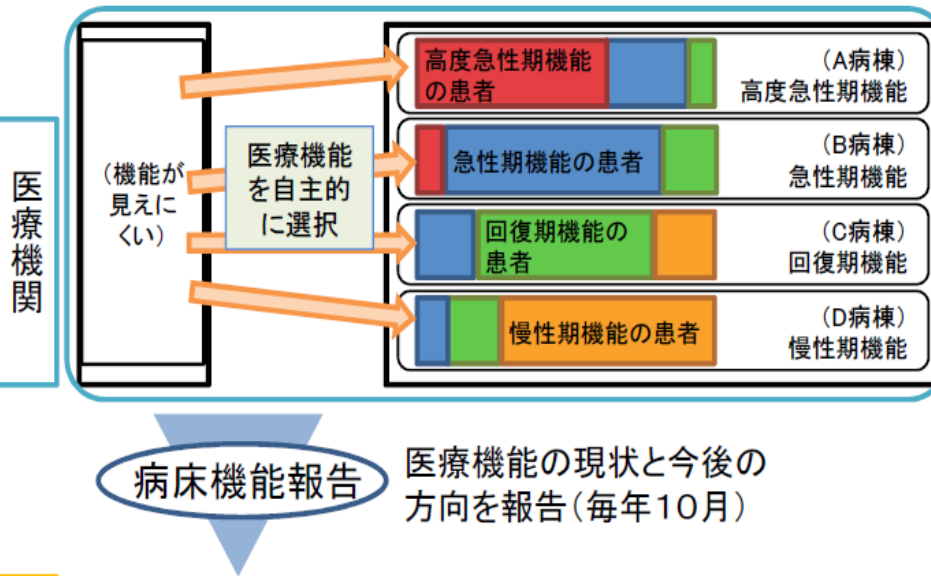 医療機関
(機能が
見えに
くい)
医療機能
を自主的
に選択
高度急性期機能
の患者
(A病棟)
高度急性期機能
急性期機能の患者
(B病棟)
急性期機能
回復期機能の
患者
(C病棟)
回復期機能
慢性期機能の患者
(D病棟)
慢性期機能
病床機能報告
医療機能の現状と今後の
方向を報告(毎年10月)